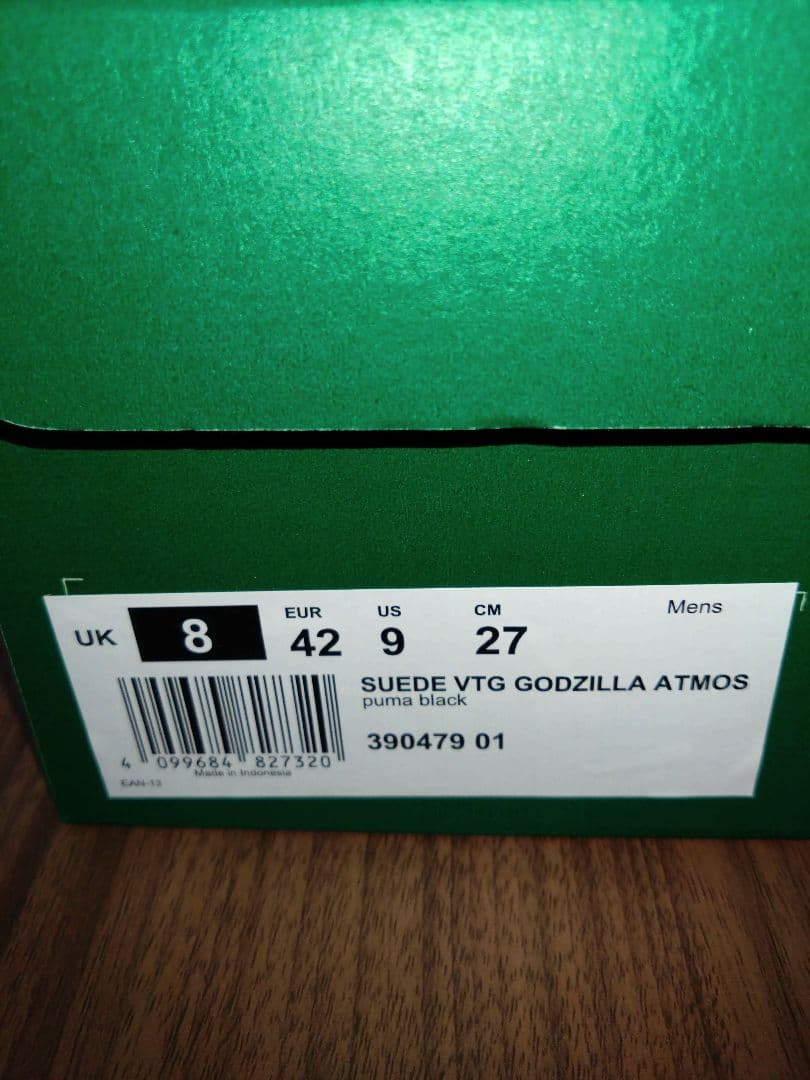 EUR US CM Mens
UK 8 42 9 27
SUEDE VTG GODZILLA ATMOS
puma black
390479 01
4 099684 827320
Made in Indonesia
EAN-13